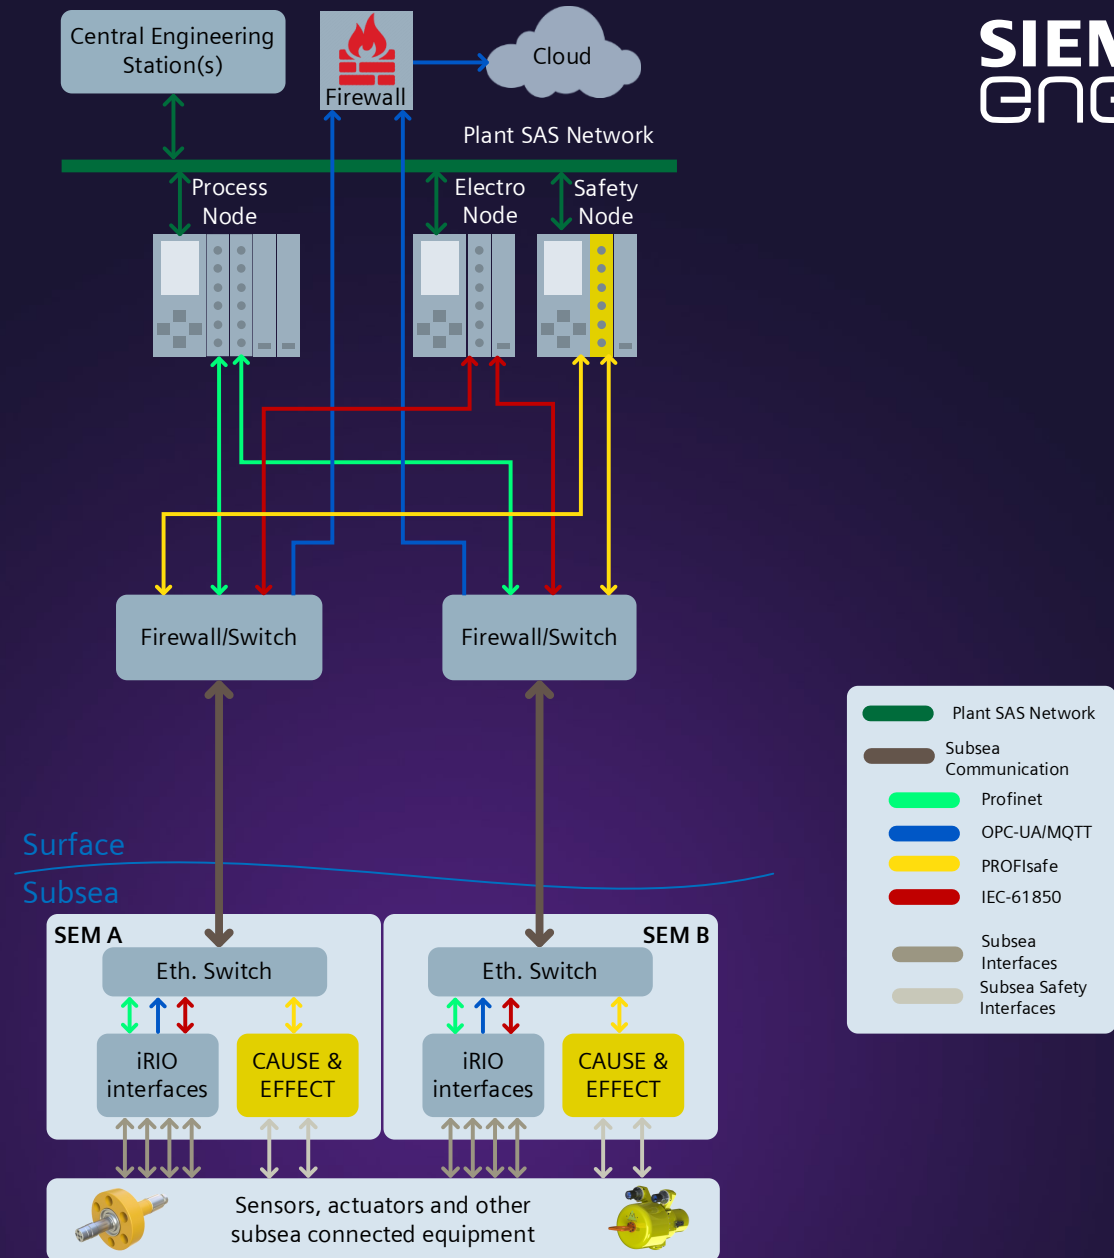 Central Engineering
Station(s)
Firewall
Cloud
Plant SAS Network
Process
Node
Electro
Node
Safety
Node
Firewall/Switch
Firewall/Switch
Plant SAS Network
Subsea
Communication
Profinet
OPC-UA/MQTT
PROFIsafe
IEC-61850
Subsea
Interfaces
Subsea Safety
Interfaces
Surface
Subsea
SEM A
Eth. Switch
iRIO
interfaces
CAUSE &
EFFECT
SEM B
Eth. Switch
iRIO
interfaces
CAUSE &
EFFECT
Sensors, actuators and other
subsea connected equipment